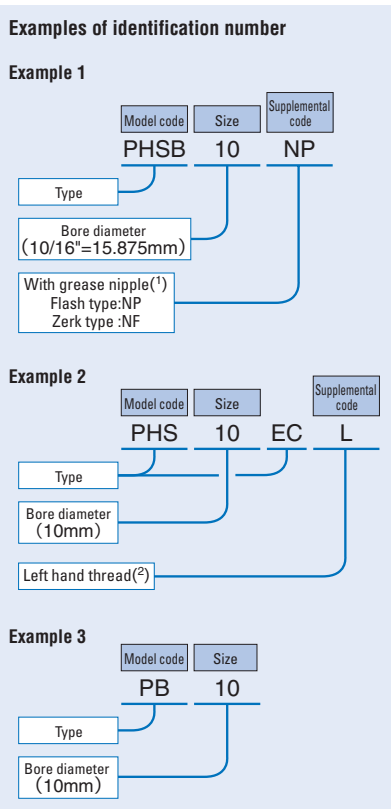 Examples of identification number
Example 1
Model code Size Supplemental code
PHSB 10 NP
Type
Bore diameter
(10/16"=15.875mm)
With grease nipple(1)
Flash type:NP
Zerk type :NF
Example 2
Model code Size Supplemental code
PHS 10 EC L
Type
Bore diameter
(10mm)
Left hand thread(2)
Example 3
Model code Size
PB 10
Type
Bore diameter
(10mm)